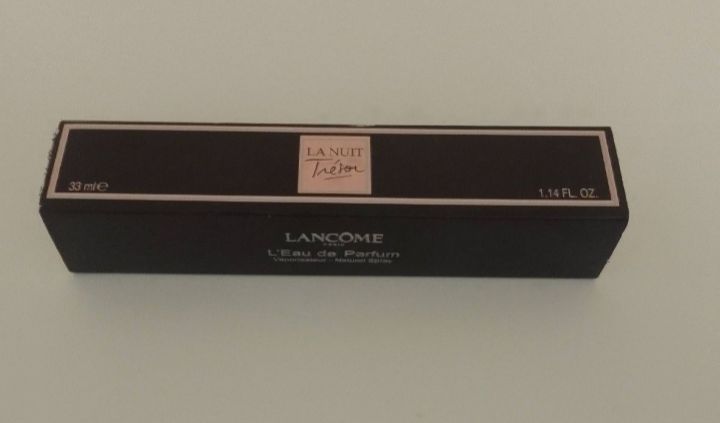 LA NUIT
Trésor
33 ml ℮
1.14 FL. OZ.
LANCÔME
PARIS
L'Eau de Parfum
Vaporisateur - Natural Spray